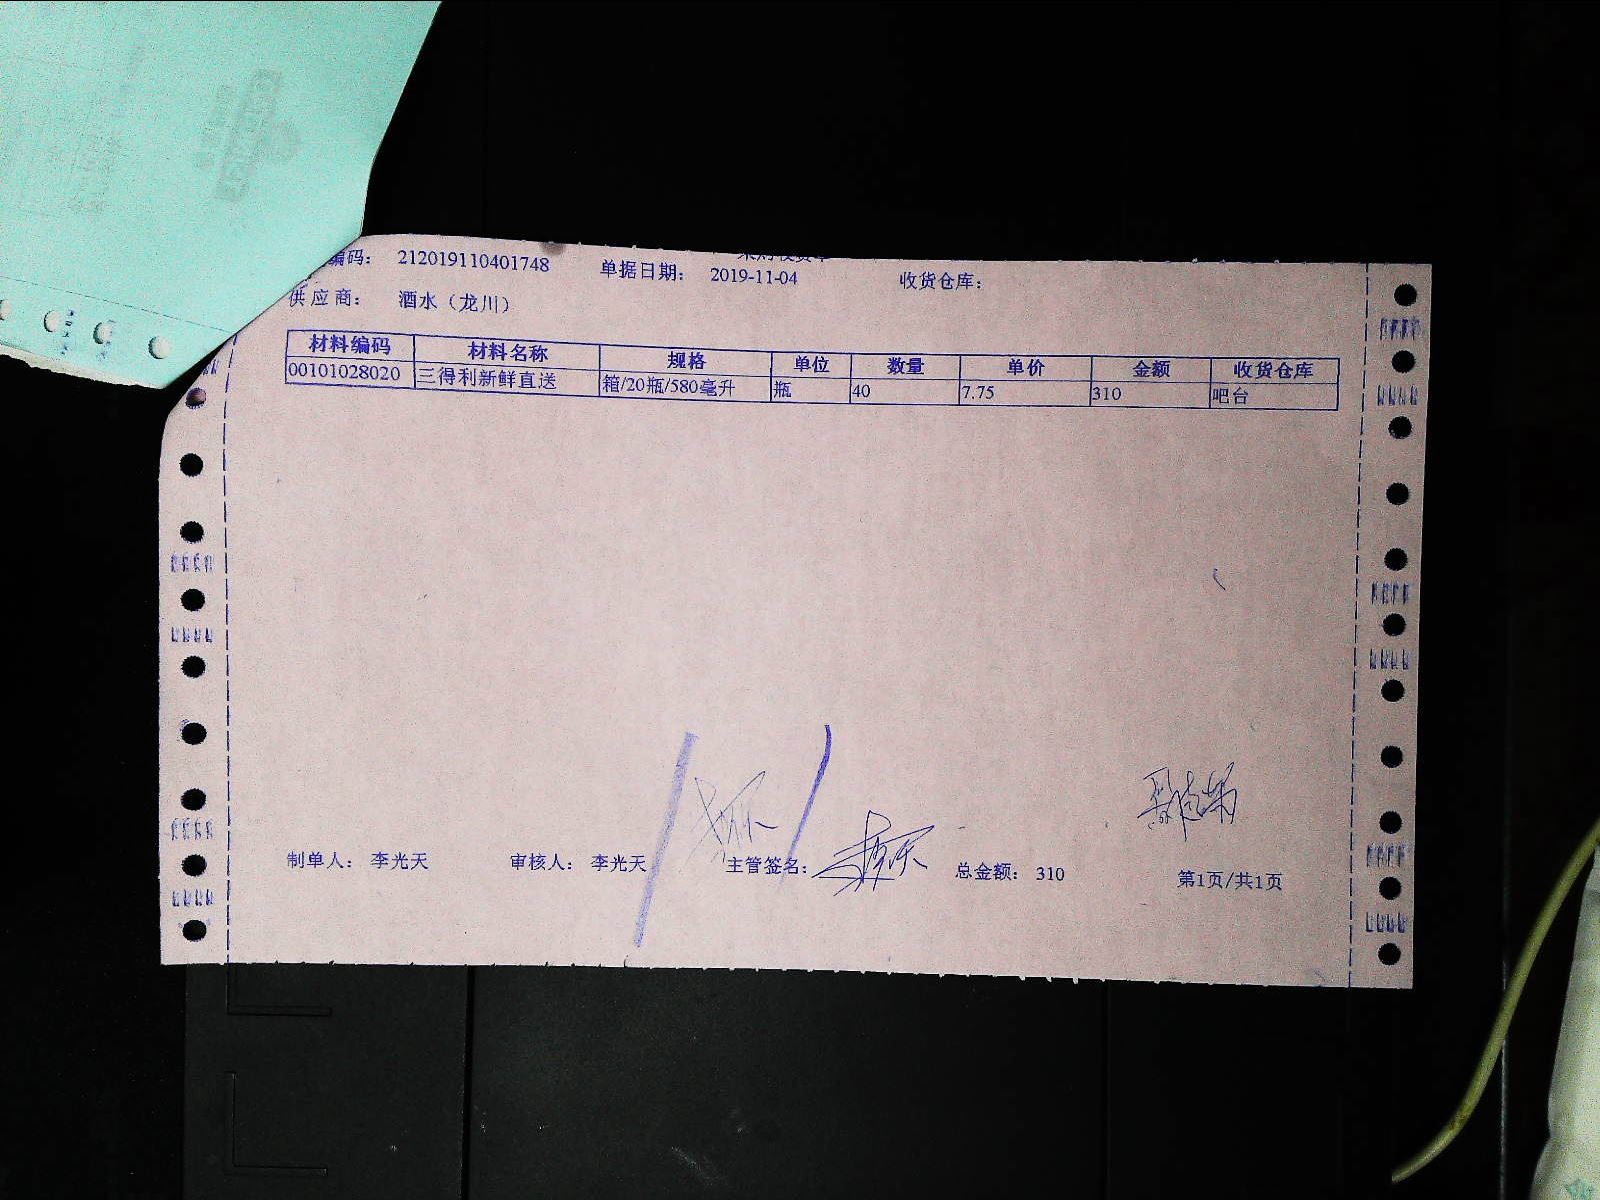 编码： 212019110401748 单据日期： 2019-11-04 收货仓库：
供应商： 酒水（龙川）
材料编码 材料名称 规格 单位 数量 单价 金额 收货仓库
00101028020 三得利新鲜直送 箱/20瓶/580毫升 瓶 40 7.75 310 吧台
制单人： 李光天 审核人： 李光天 主管签名： 总金额： 310 第1页/共1页